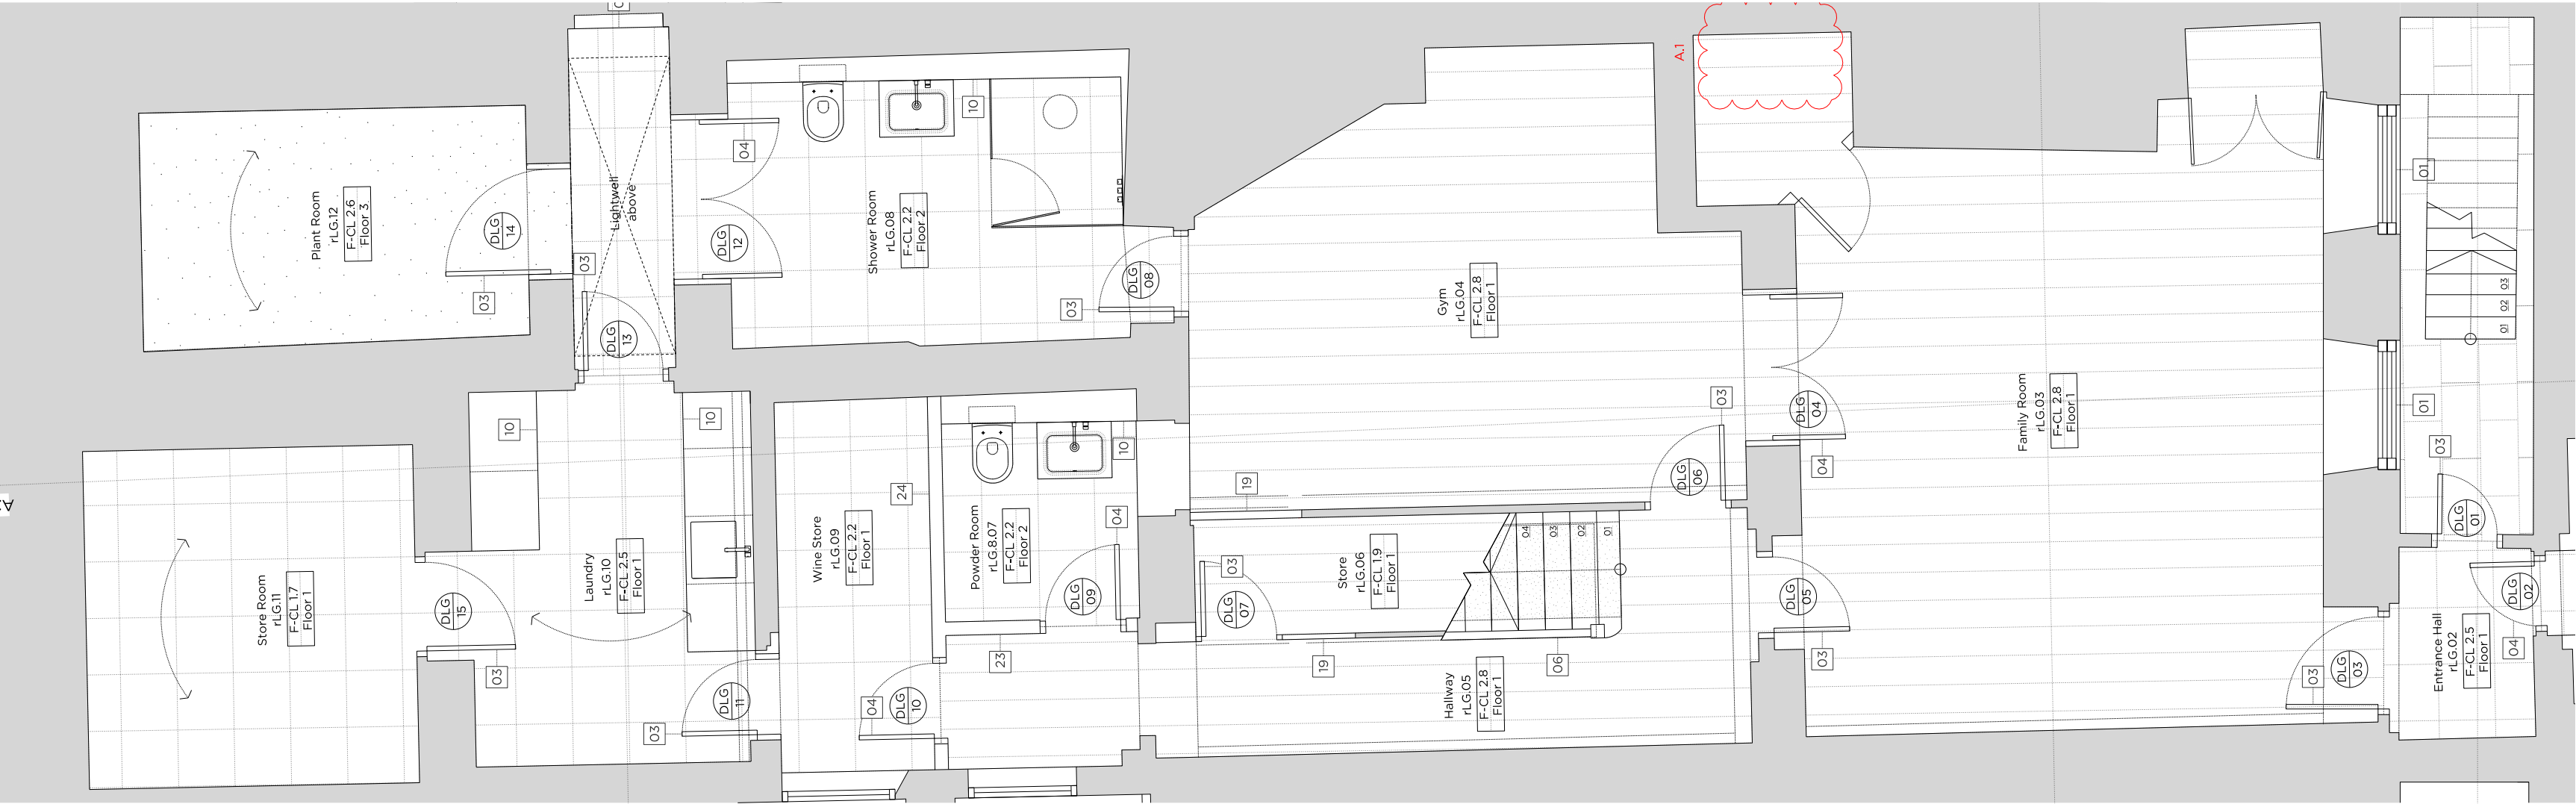 Plant Room
rLG.12
F-CL 2.6
Floor 3
03
DLG
14
03
DLG
13
Lightwell
above
04
DLG
12
10
Shower Room
rLG.08
F-CL 2.2
Floor 2
03
DLG
08
Gym
rLG.04
F-CL 2.8
Floor 1
A.1
03
DLG
06
DLG
04
04
Family Room
rLG.03
F-CL 2.8
Floor 1
01
01
01
02
03
03
DLG
01
DLG
02
04
Entrance Hall
rLG.02
F-CL 2.5
Floor 1
03
DLG
03
DLG
05
03
Store Room
rLG.11
F-CL 1.7
Floor 1
DLG
15
03
10
10
Laundry
rLG.10
F-CL 2.5
Floor 1
03
DLG
11
Wine Store
rLG.09
F-CL 2.2
Floor 1
24
04
DLG
10
Powder Room
rLG.8.07
F-CL 2.2
Floor 2
10
04
DLG
09
23
19
03
DLG
07
Store
rLG.06
F-CL 1.9
Floor 1
04
03
02
01
19
06
Hallway
rLG.05
F-CL 2.8
Floor 1